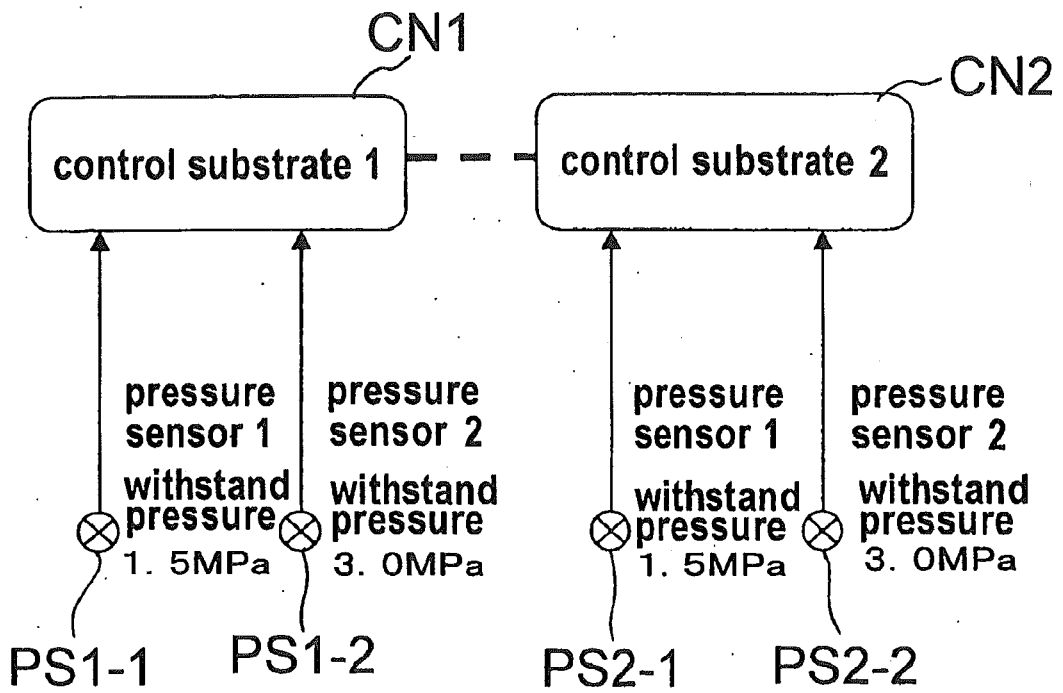 CN1
CN2
control substrate 1
control substrate 2
pressure
sensor 1
withstand
pressure
1. 5MPa
pressure
sensor 2
withstand
pressure
3. 0MPa
pressure
sensor 1
withstand
pressure
1. 5MPa
pressure
sensor 2
withstand
pressure
3. 0MPa
PS1-1
PS1-2
PS2-1
PS2-2